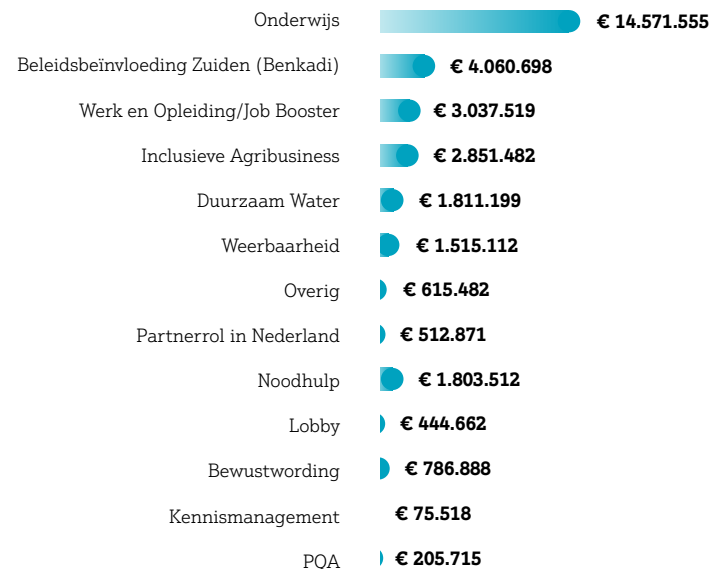 Onderwijs € 14.571.555
Beleidsbeïnvloeding Zuiden (Benkadi) € 4.060.698
Werk en Opleiding/Job Booster € 3.037.519
Inclusieve Agribusiness € 2.851.482
Duurzaam Water € 1.811.199
Weerbaarheid € 1.515.112
Overig € 615.482
Partnerrol in Nederland € 512.871
Noodhulp € 1.803.512
Lobby € 444.662
Bewustwording € 786.888
Kennismanagement € 75.518
PQA € 205.715